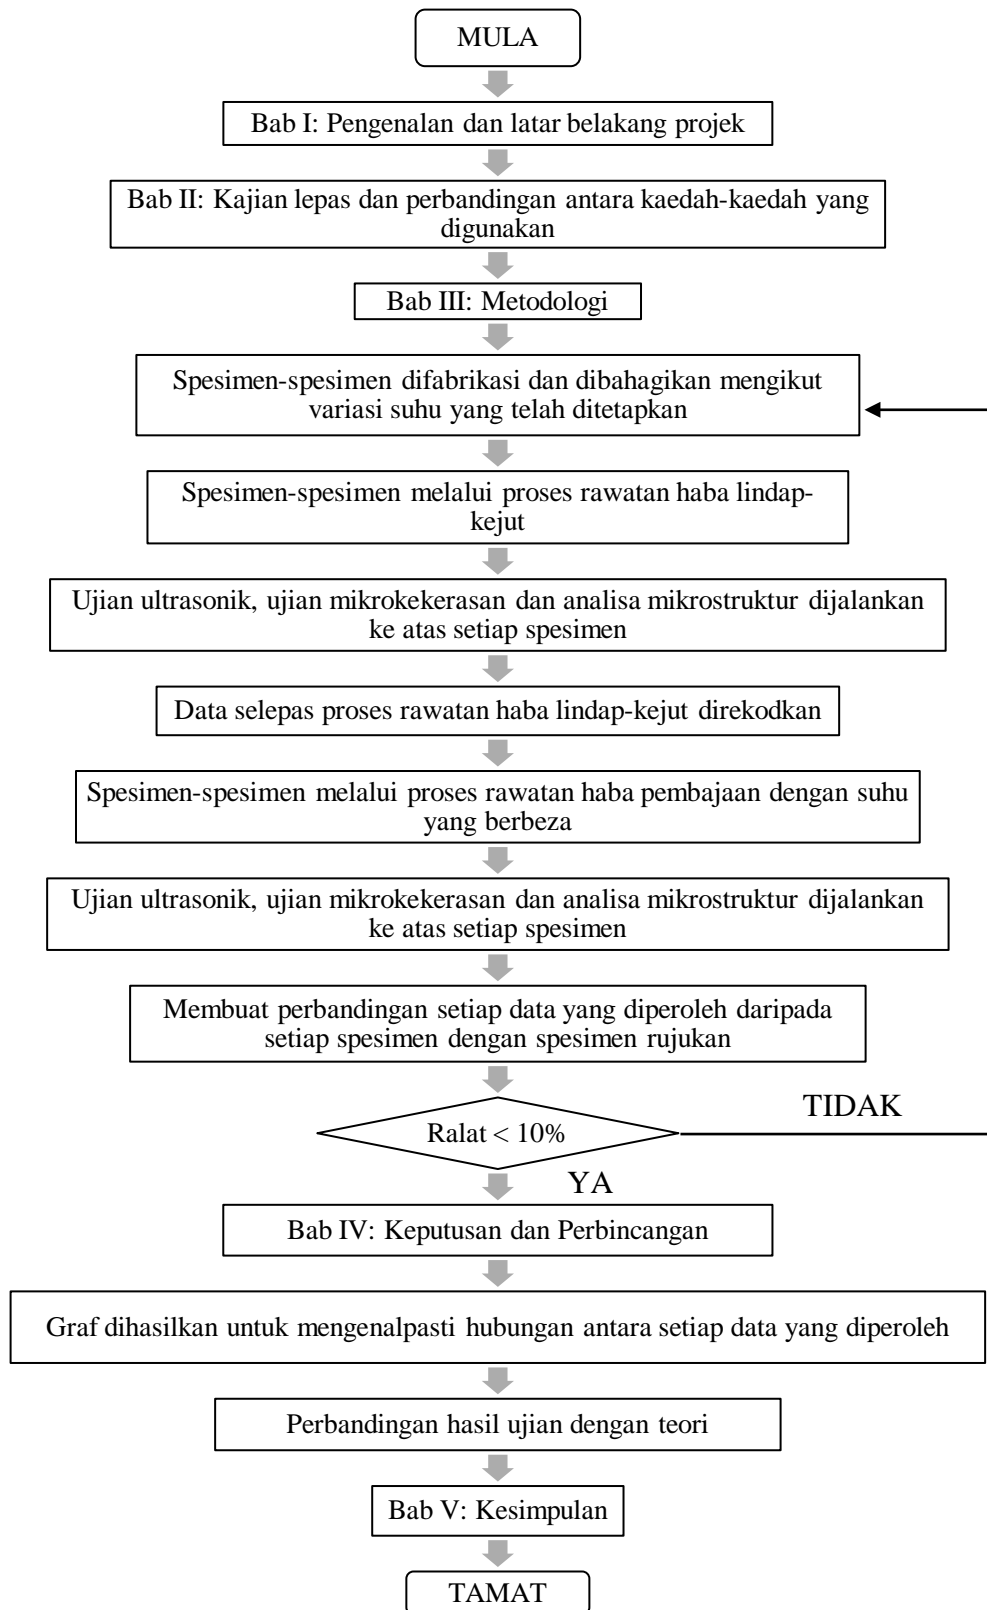 MULA
Bab I: Pengenalan dan latar belakang projek
Bab II: Kajian lepas dan perbandingan antara kaedah-kaedah yang
digunakan
Bab III: Metodologi
Spesimen-spesimen difabrikasi dan dibahagikan mengikut
variasi suhu yang telah ditetapkan
Spesimen-spesimen melalui proses rawatan haba lindap-
kejut
Ujian ultrasonik, ujian mikrokekerasan dan analisa mikrostruktur dijalankan
ke atas setiap spesimen
Data selepas proses rawatan haba lindap-kejut direkodkan
Spesimen-spesimen melalui proses rawatan haba pembajaan dengan suhu
yang berbeza
Ujian ultrasonik, ujian mikrokekerasan dan analisa mikrostruktur dijalankan
ke atas setiap spesimen
Membuat perbandingan setiap data yang diperoleh daripada
setiap spesimen dengan spesimen rujukan
Ralat < 10%
TIDAK
YA
Bab IV: Keputusan dan Perbincangan
Graf dihasilkan untuk mengenalpasti hubungan antara setiap data yang diperoleh
Perbandingan hasil ujian dengan teori
Bab V: Kesimpulan
TAMAT